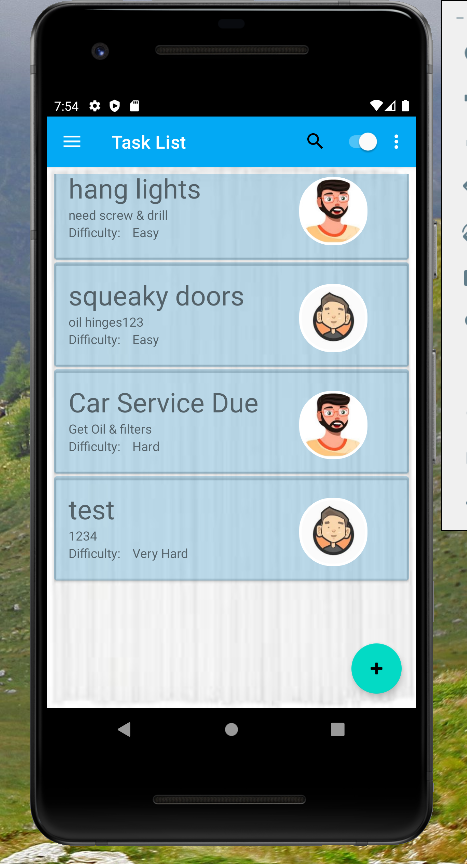 7:54
Task List
hang lights
need screw & drill
Difficulty: Easy
squeaky doors
oil hinges123
Difficulty: Easy
Car Service Due
Get Oil & filters
Difficulty: Hard
test
1234
Difficulty: Very Hard
+